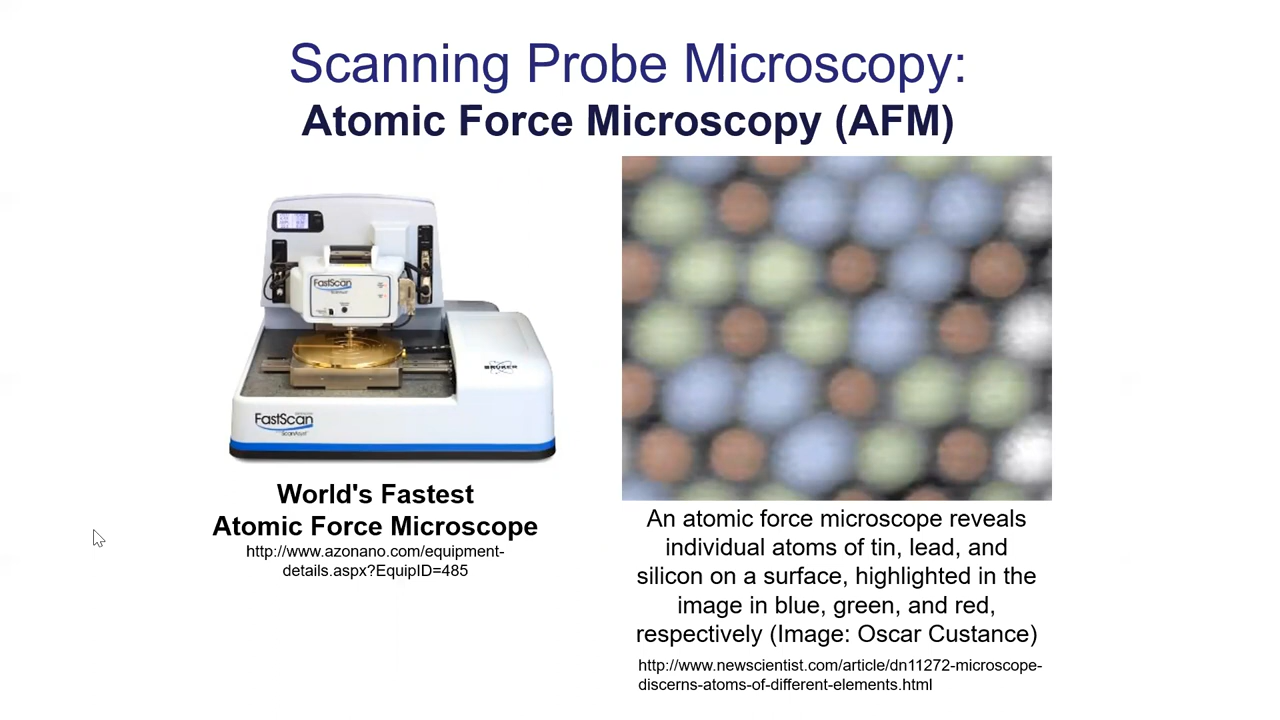 Scanning Probe Microscopy:
Atomic Force Microscopy (AFM)
FastScan
BRUKER
FastScan
ScanAsyst
World's Fastest
Atomic Force Microscope
http://www.azonano.com/equipment-
details.aspx?EquipID=485
An atomic force microscope reveals
individual atoms of tin, lead, and
silicon on a surface, highlighted in the
image in blue, green, and red,
respectively (Image: Oscar Custance)
http://www.newscientist.com/article/dn11272-microscope-
discerns-atoms-of-different-elements.html